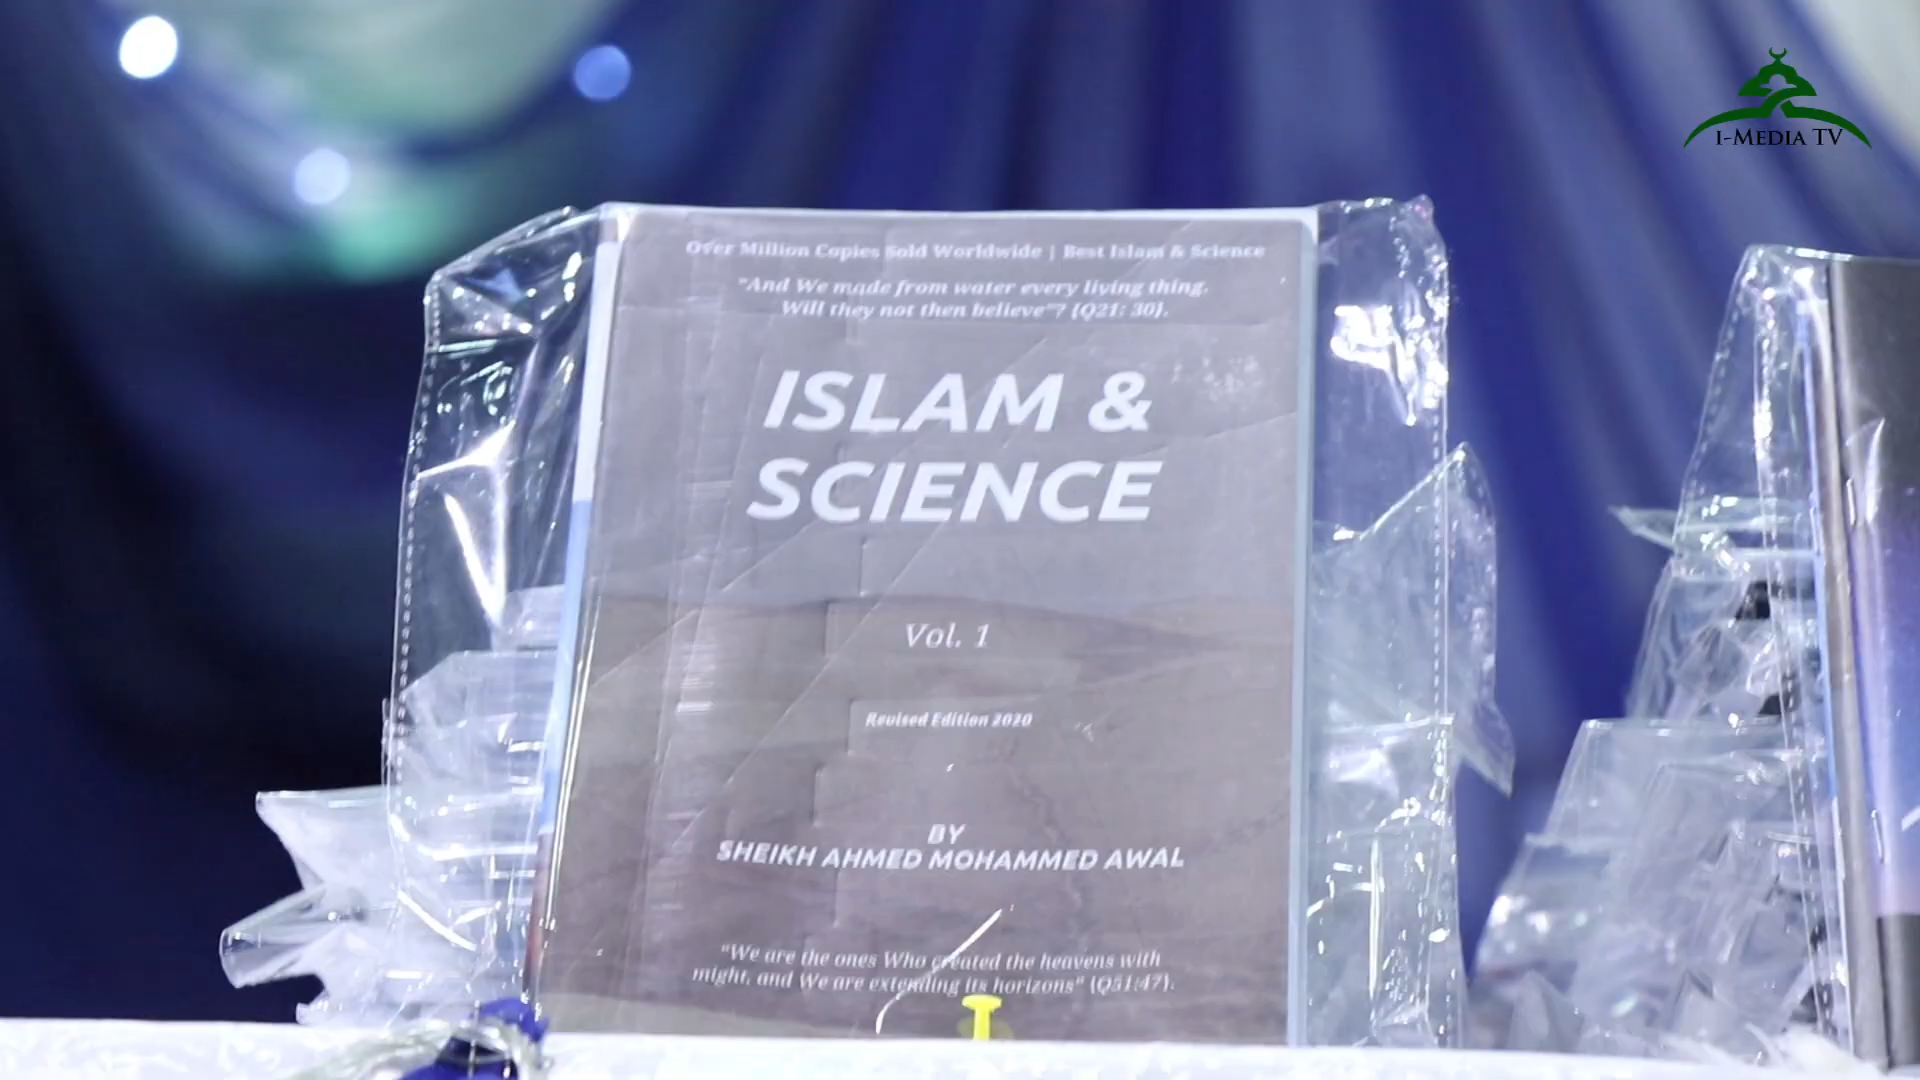 i-Media TV
Over Million Copies Sold Worldwide | Best Islam & Science
"And We made from water every living thing.
Will they not then believe"? {Q21: 30}.
ISLAM &
SCIENCE
Vol. 1
Revised Edition 2020
BY
SHEIKH AHMED MOHAMMED AWAL
"We are the ones Who created the heavens with
might, and We are extending its horizons" {Q51:47}.